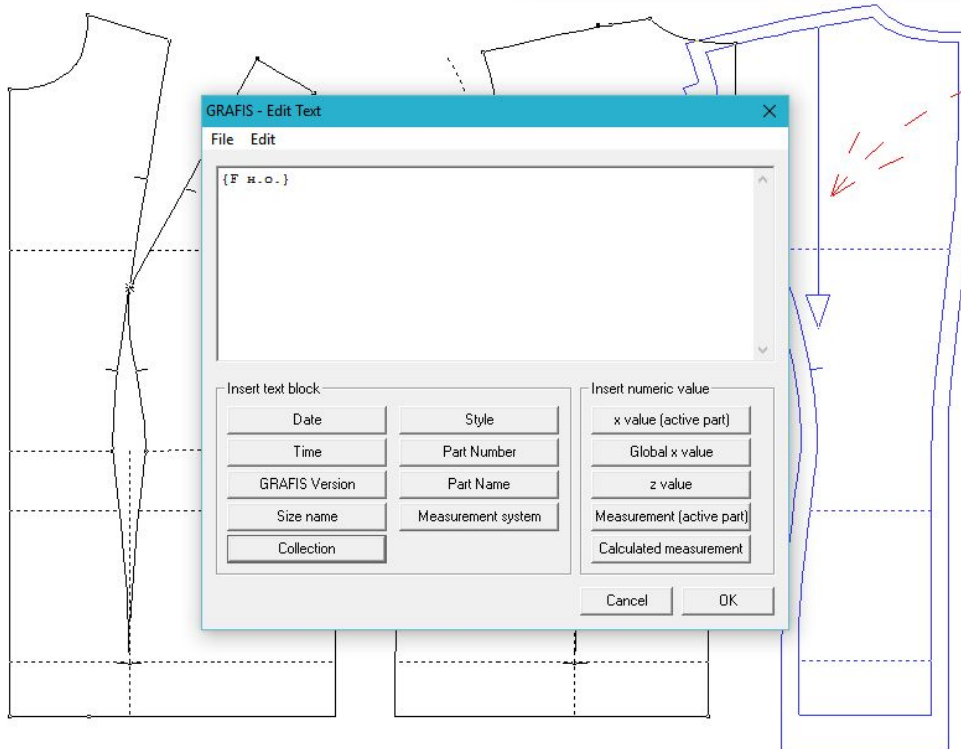 GRAFIS - Edit Text
File Edit
{F н.о.}
Insert text block
Insert numeric value
Date
Style
x value (active part)
Time
Part Number
Global x value
GRAFIS Version
Part Name
z value
Size name
Measurement system
Measurement (active part)
Collection
Calculated measurement
Cancel
OK